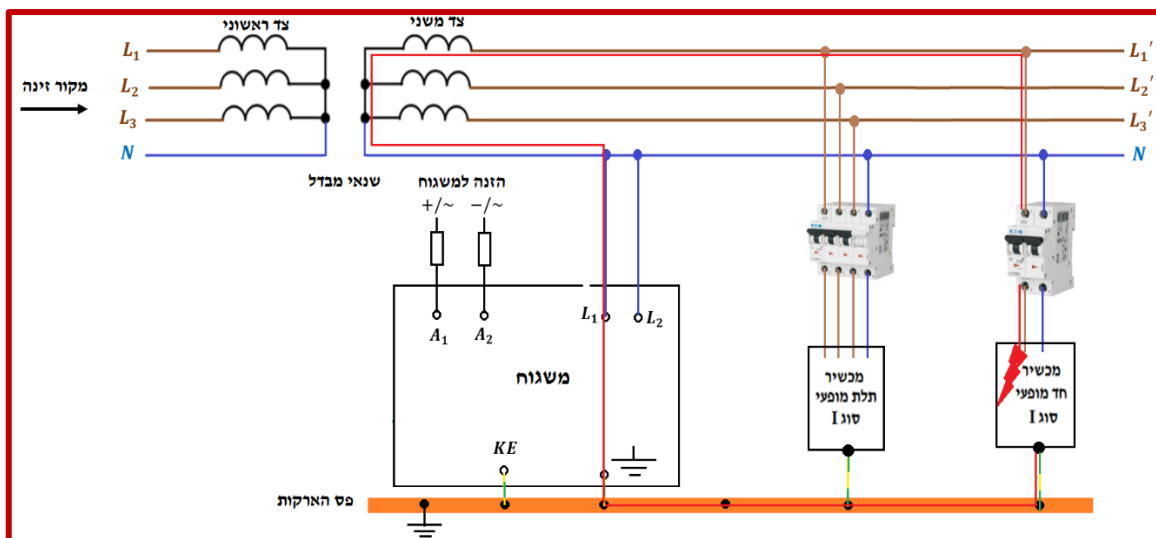 צד ראשוני
צד משני
L₁
L₁′
L₂
L₂′
מקור זינה
L₃
L₃′
N
N
שנאי מבדל
הזנה למשגוח
+/~
−/~
L₁
L₂
A₁
A₂
משגוח
מכשיר
תלת מופעי
סוג I
מכשיר
חד מופעי
סוג I
KE
פס הארקות